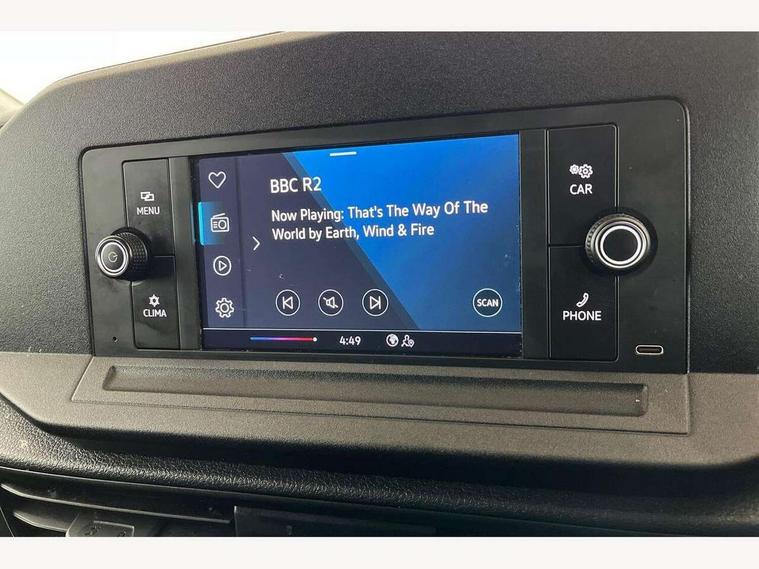 MENU
CLIMA
BBC R2
Now Playing: That's The Way Of The
World by Earth, Wind & Fire
SCAN
4:49
CAR
PHONE